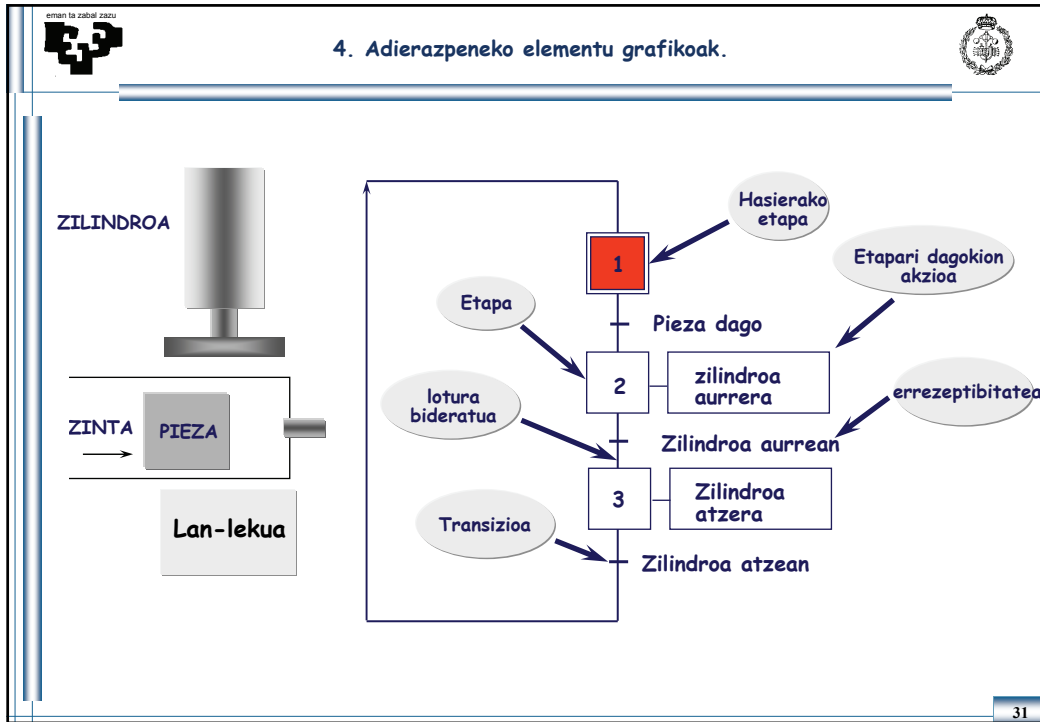 eman ta zabal zazu
4. Adierazpeneko elementu grafikoak.
ZILINDROA
ZINTA
PIEZA
Lan-lekua
Hasierako
etapa
1
Etapari dagokion
akzioa
Etapa
Pieza dago
2
zilindroa
aurrera
lotura
bideratua
errezeptibitatea
Zilindroa aurrean
3
Zilindroa
atzera
Transizioa
Zilindroa atzean
31